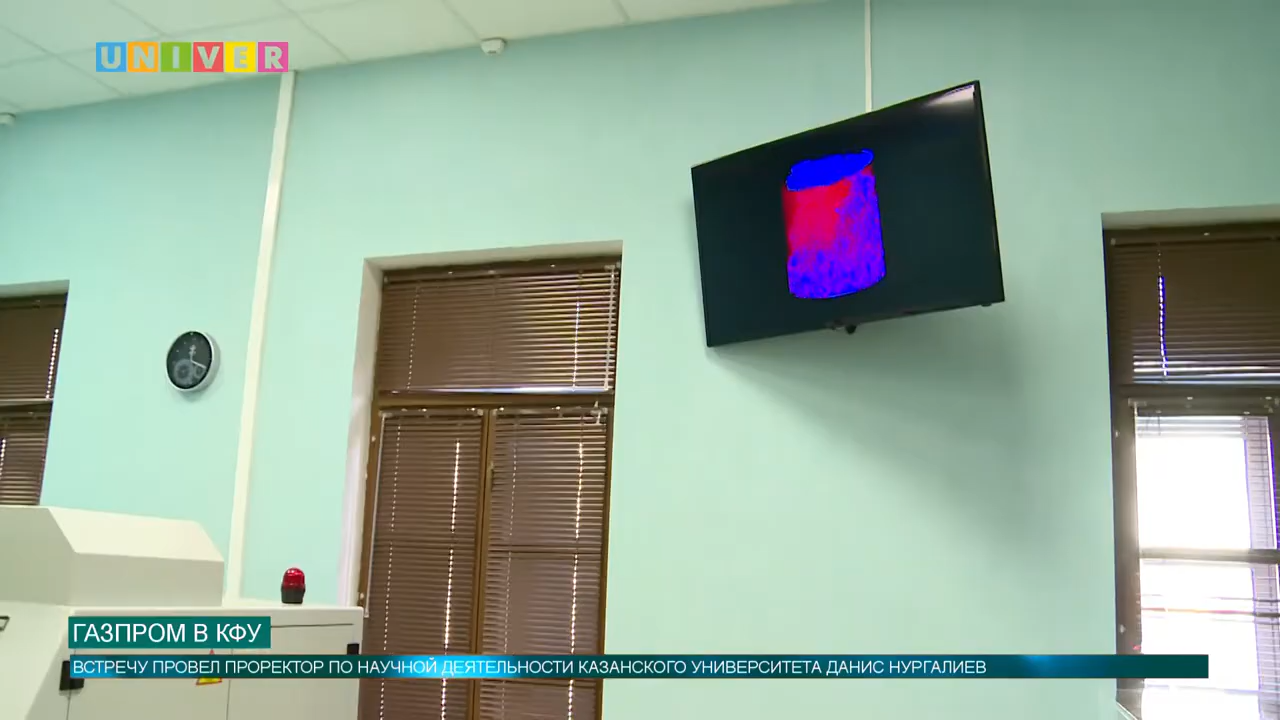 UNIVER
ГАЗПРОМ В КФУ
ВСТРЕЧУ ПРОВЕЛ ПРОРЕКТОР ПО НАУЧНОЙ ДЕЯТЕЛЬНОСТИ КАЗАНСКОГО УНИВЕРСИТЕТА ДАНИС НУРГАЛИЕВ